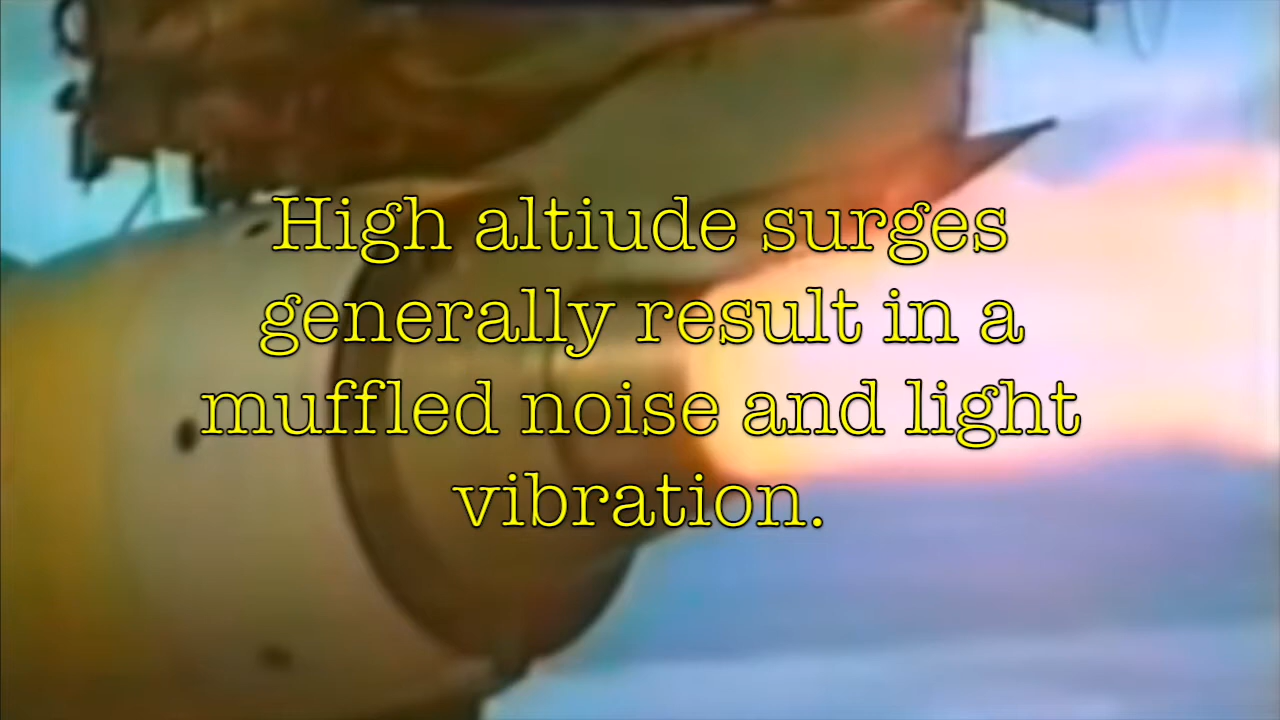 High altiude surges
generally result in a
muffled noise and light
vibration.